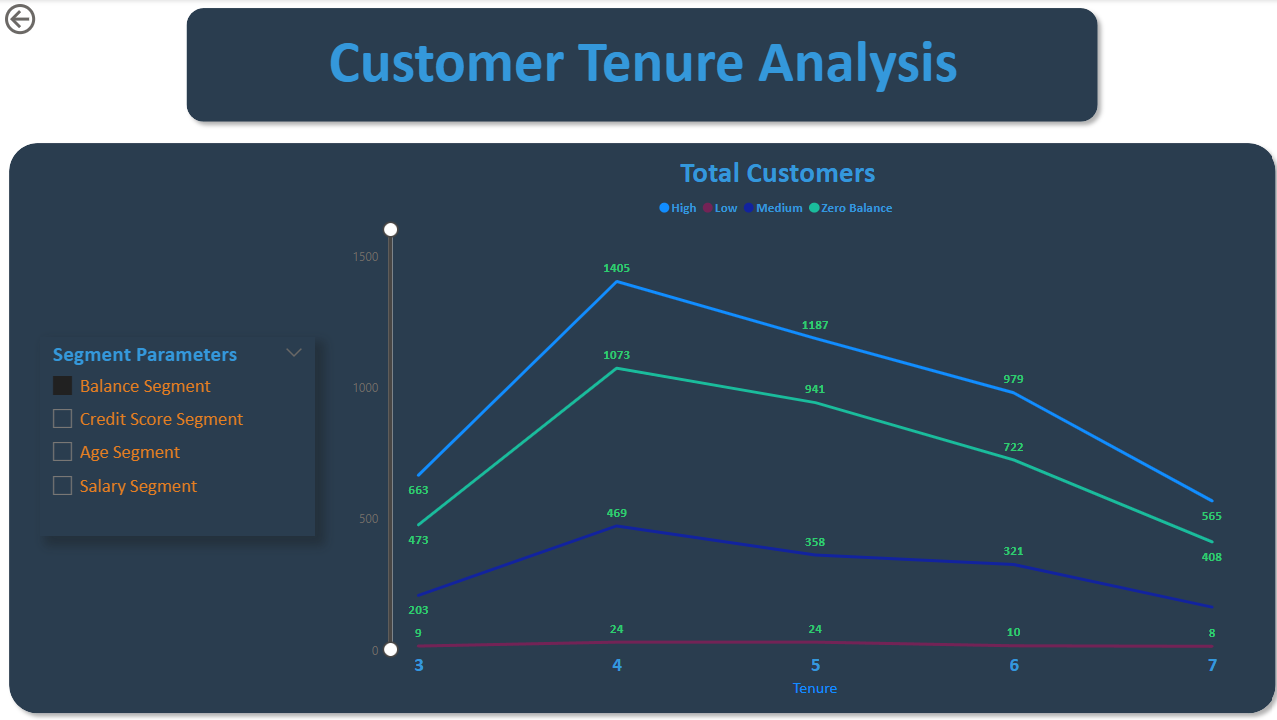 Customer Tenure Analysis
Total Customers
High Low Medium Zero Balance
1500
1405
1187
1073
1000
979
941
722
Segment Parameters
Balance Segment
Credit Score Segment
Age Segment
Salary Segment
663
500
565
473
469
408
358
321
203
9
24
24
10
8
0
3 4 5 6 7
Tenure